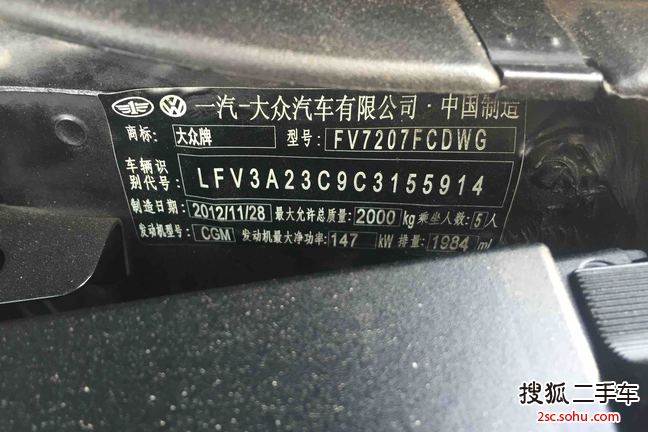 一汽-大众汽车有限公司·中国制造
商标: 大众牌 型号: FV7207FCDWG
车辆识别代号: LFV3A23C9C3155914
制造日期: 2012/11/28 最大允许总质量: 2000 kg 乘坐人数: 5人
发动机型号: CGM 发动机最大净功率: 147 kW 排量: 1984 ml
搜狐二手车
2sc.sohu.com